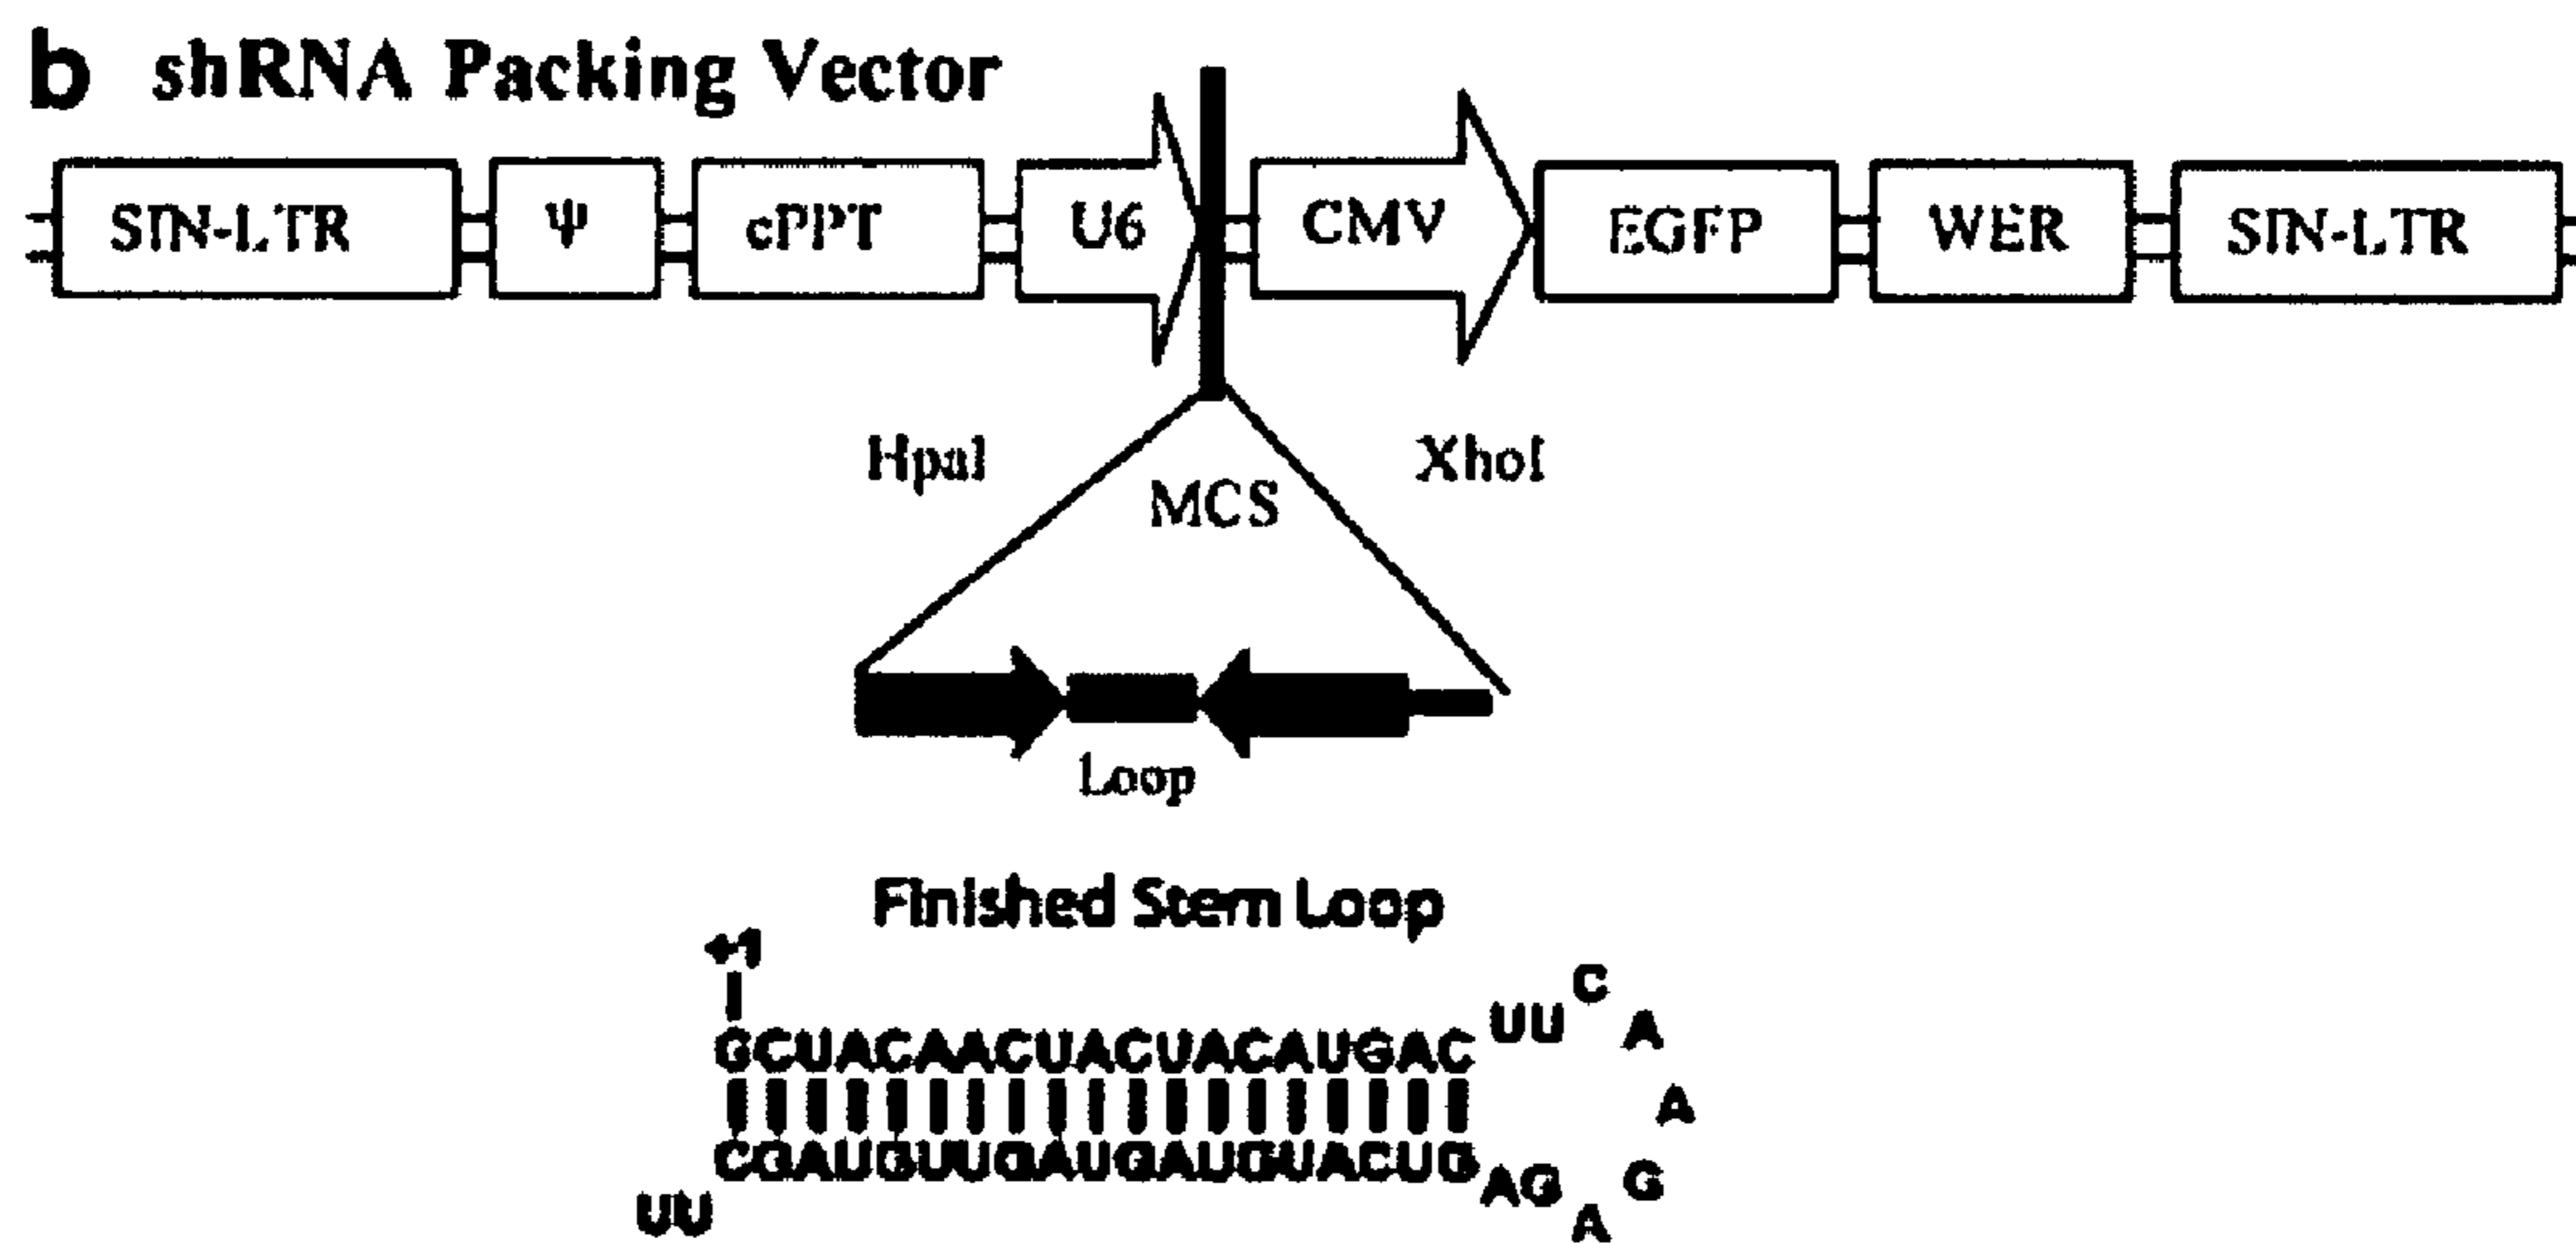 b shRNA Packing Vector
SIN-LTR Ψ cPPT U6 CMV EGFP WER SIN-LTR
HpaI XhoI
MCS
Loop
Finished Stem Loop
+1
GCUACAACUACUACAUGAC UU C A
A
CGAUGUUGAUGAUGUACUG AG A G
UU